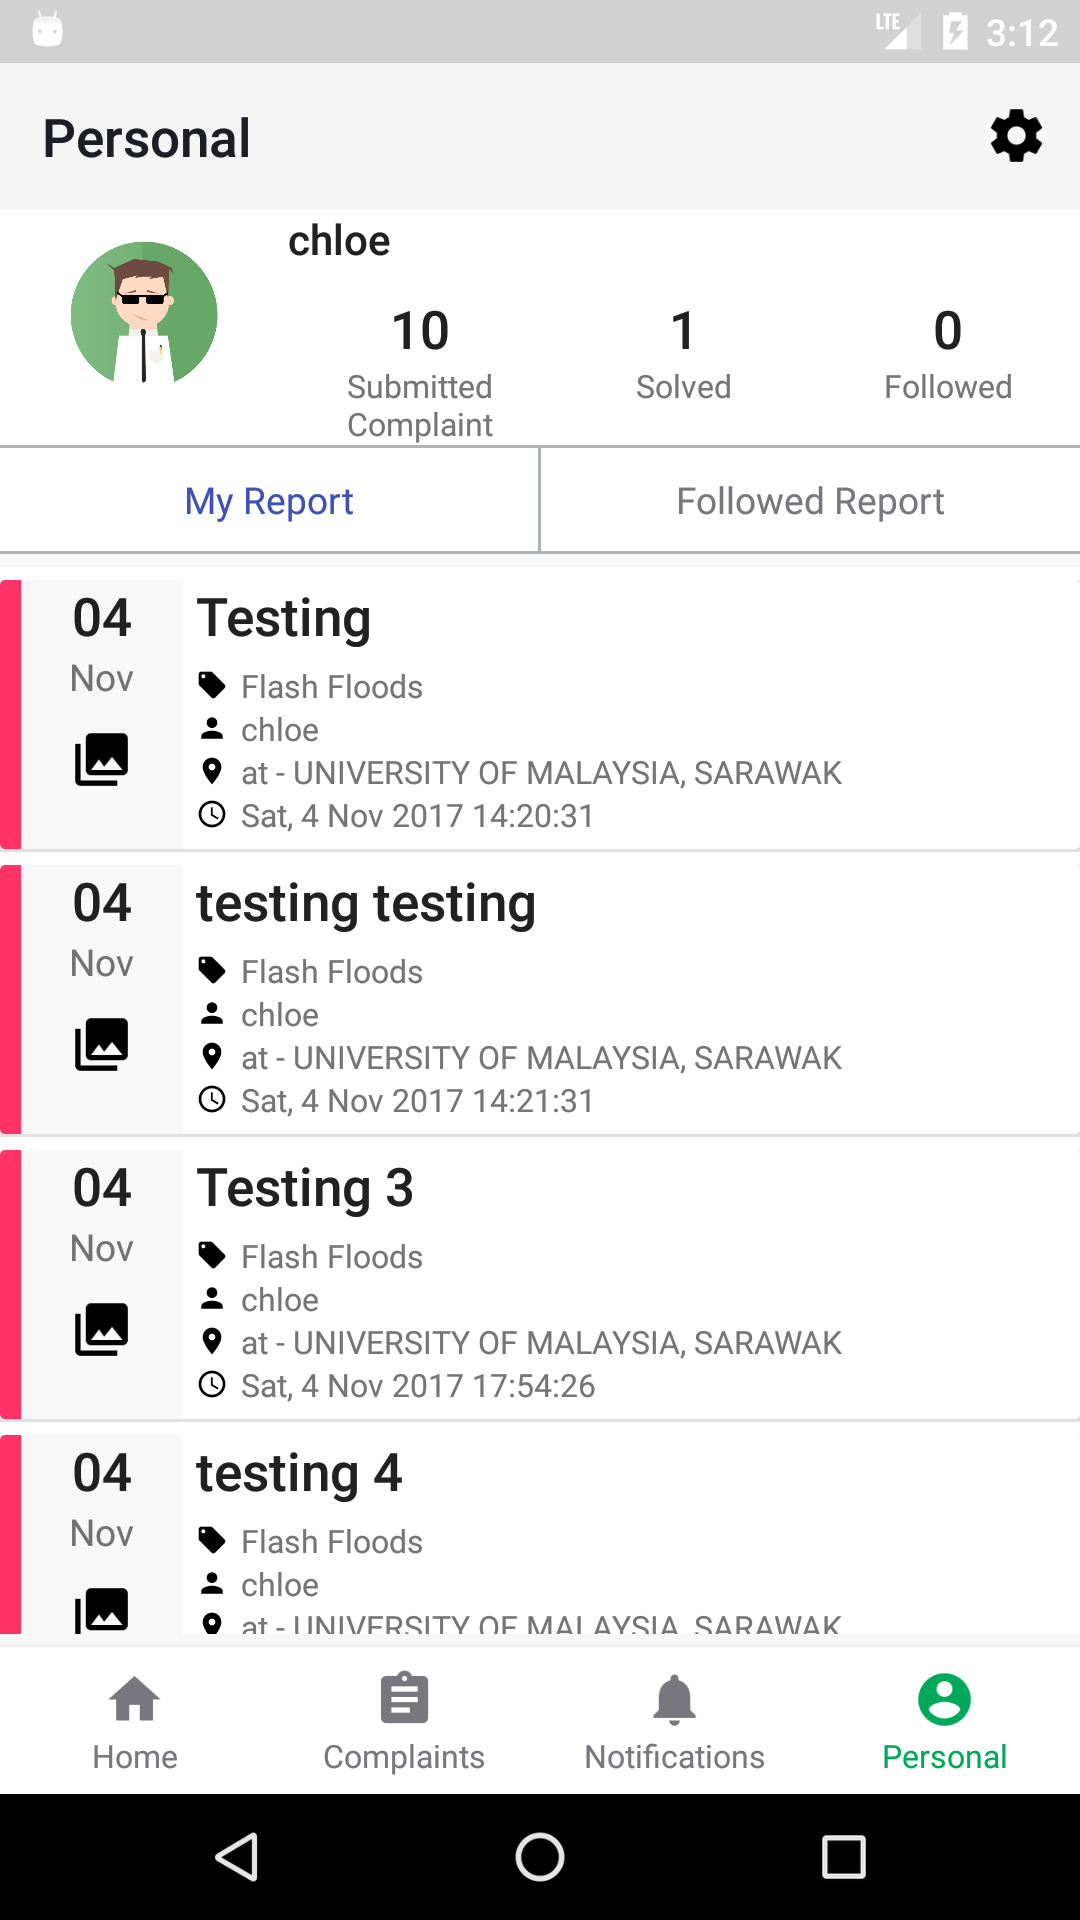 LTE 3:12
Personal
chloe
10 1 0
Submitted Complaint Solved Followed
My Report Followed Report
04 Testing
Nov Flash Floods
chloe
at - UNIVERSITY OF MALAYSIA, SARAWAK
Sat, 4 Nov 2017 14:20:31
04 testing testing
Nov Flash Floods
chloe
at - UNIVERSITY OF MALAYSIA, SARAWAK
Sat, 4 Nov 2017 14:21:31
04 Testing 3
Nov Flash Floods
chloe
at - UNIVERSITY OF MALAYSIA, SARAWAK
Sat, 4 Nov 2017 17:54:26
04 testing 4
Nov Flash Floods
chloe
at - UNIVERSITY OF MALAYSIA, SARAWAK
Home Complaints Notifications Personal